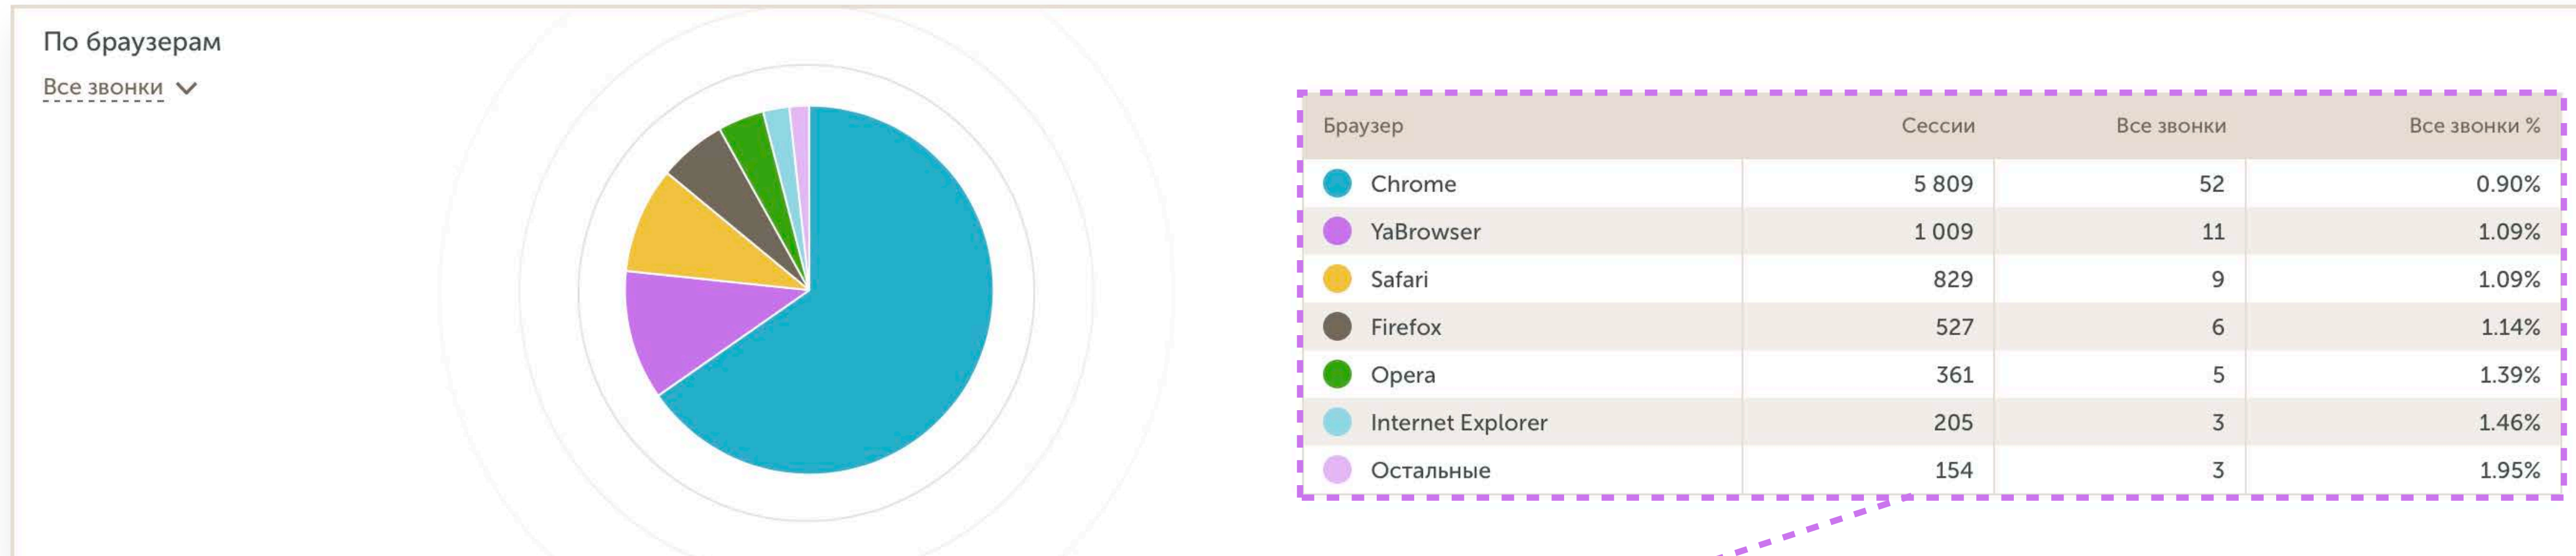 По браузерам
Все звонки
Браузер Сессии Все звонки Все звонки %
Chrome 5 809 52 0.90%
YaBrowser 1 009 11 1.09%
Safari 829 9 1.09%
Firefox 527 6 1.14%
Opera 361 5 1.39%
Internet Explorer 205 3 1.46%
Остальные 154 3 1.95%